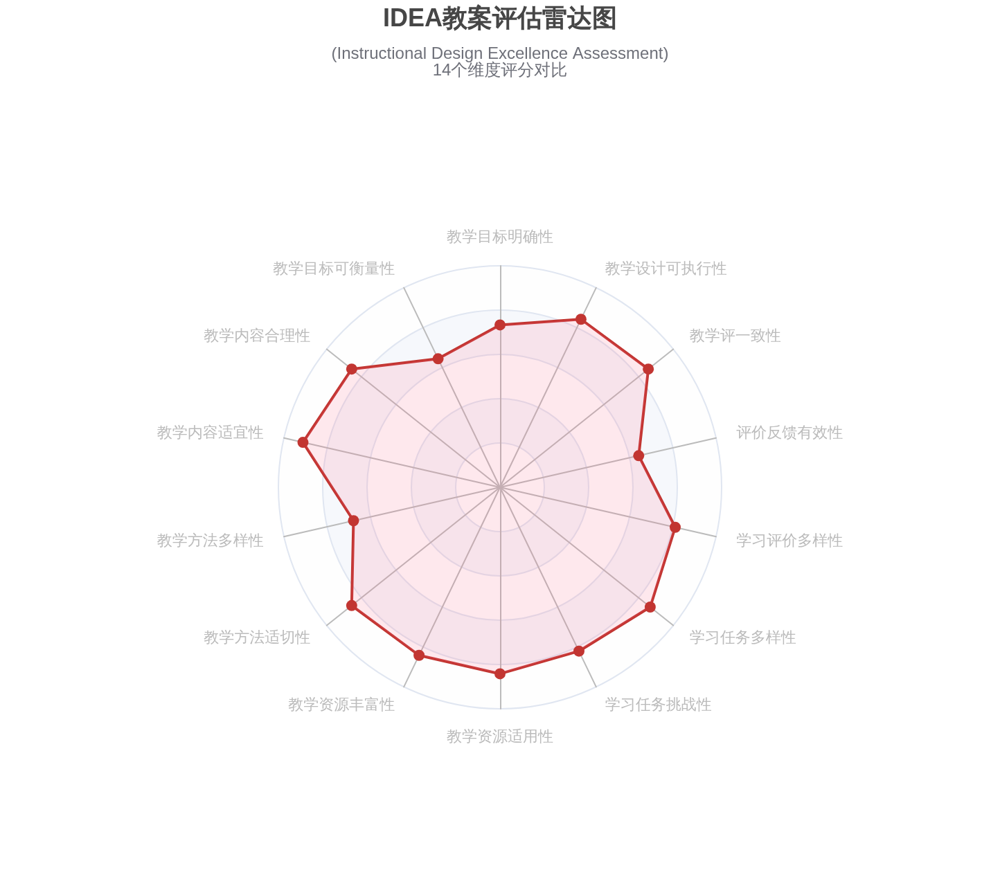 IDEA教案评估雷达图
(Instructional Design Excellence Assessment)
14个维度评分对比
教学目标明确性
教学目标可衡量性
教学设计可执行性
教学内容合理性
教学评一致性
教学内容适宜性
评价反馈有效性
教学方法多样性
学习评价多样性
教学方法适切性
学习任务多样性
教学资源丰富性
学习任务挑战性
教学资源适用性